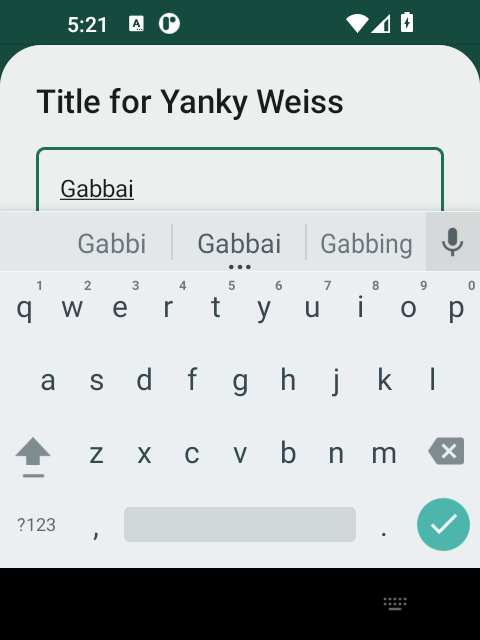 5:21
Title for Yanky Weiss
Gabbai
Gabbi Gabbai Gabbing
1 2 3 4 5 6 7 8 9 0
q w e r t y u i o p
a s d f g h j k l
z x c v b n m
?123 , .